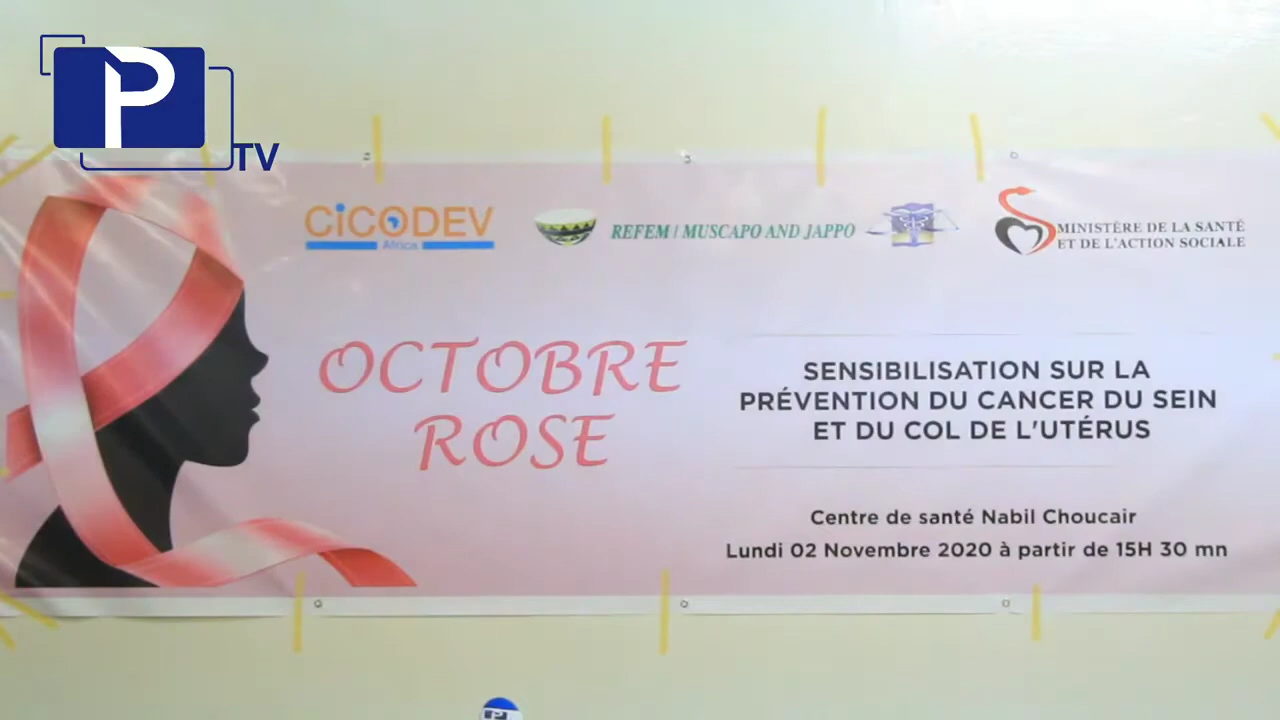 P
TV
CiCODEV
Africa
REFEM / MUSCAPO AND JAPPO
MINISTÈRE DE LA SANTÉ
ET DE L'ACTION SOCIALE
OCTOBRE
ROSE
SENSIBILISATION SUR LA
PRÉVENTION DU CANCER DU SEIN
ET DU COL DE L'UTÉRUS
Centre de santé Nabil Choucair
Lundi 02 Novembre 2020 à partir de 15H 30 mn
P